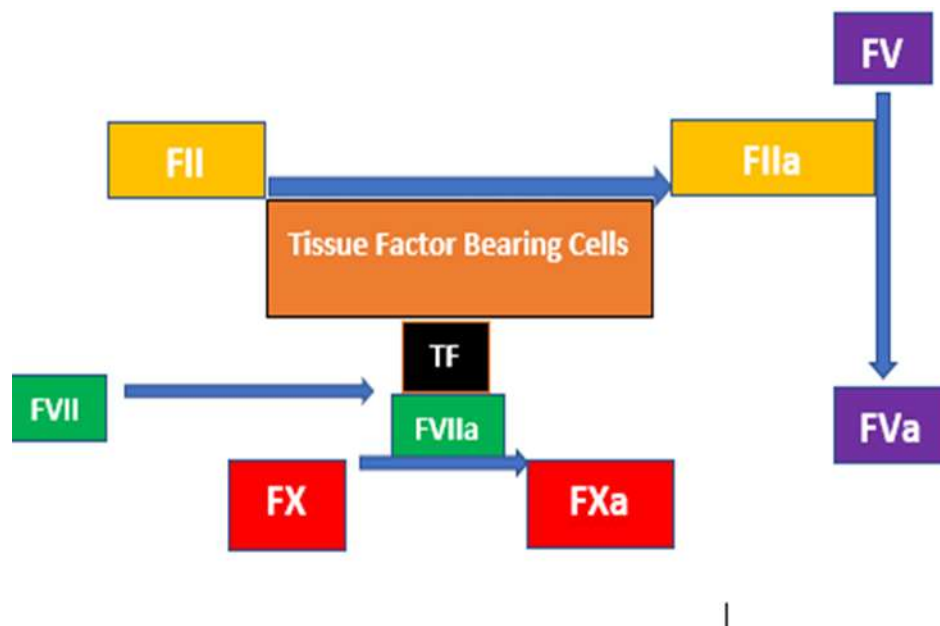 FV
FII
FIIa
Tissue Factor Bearing Cells
TF
FVII
FVIIa
FVa
FX
FXa